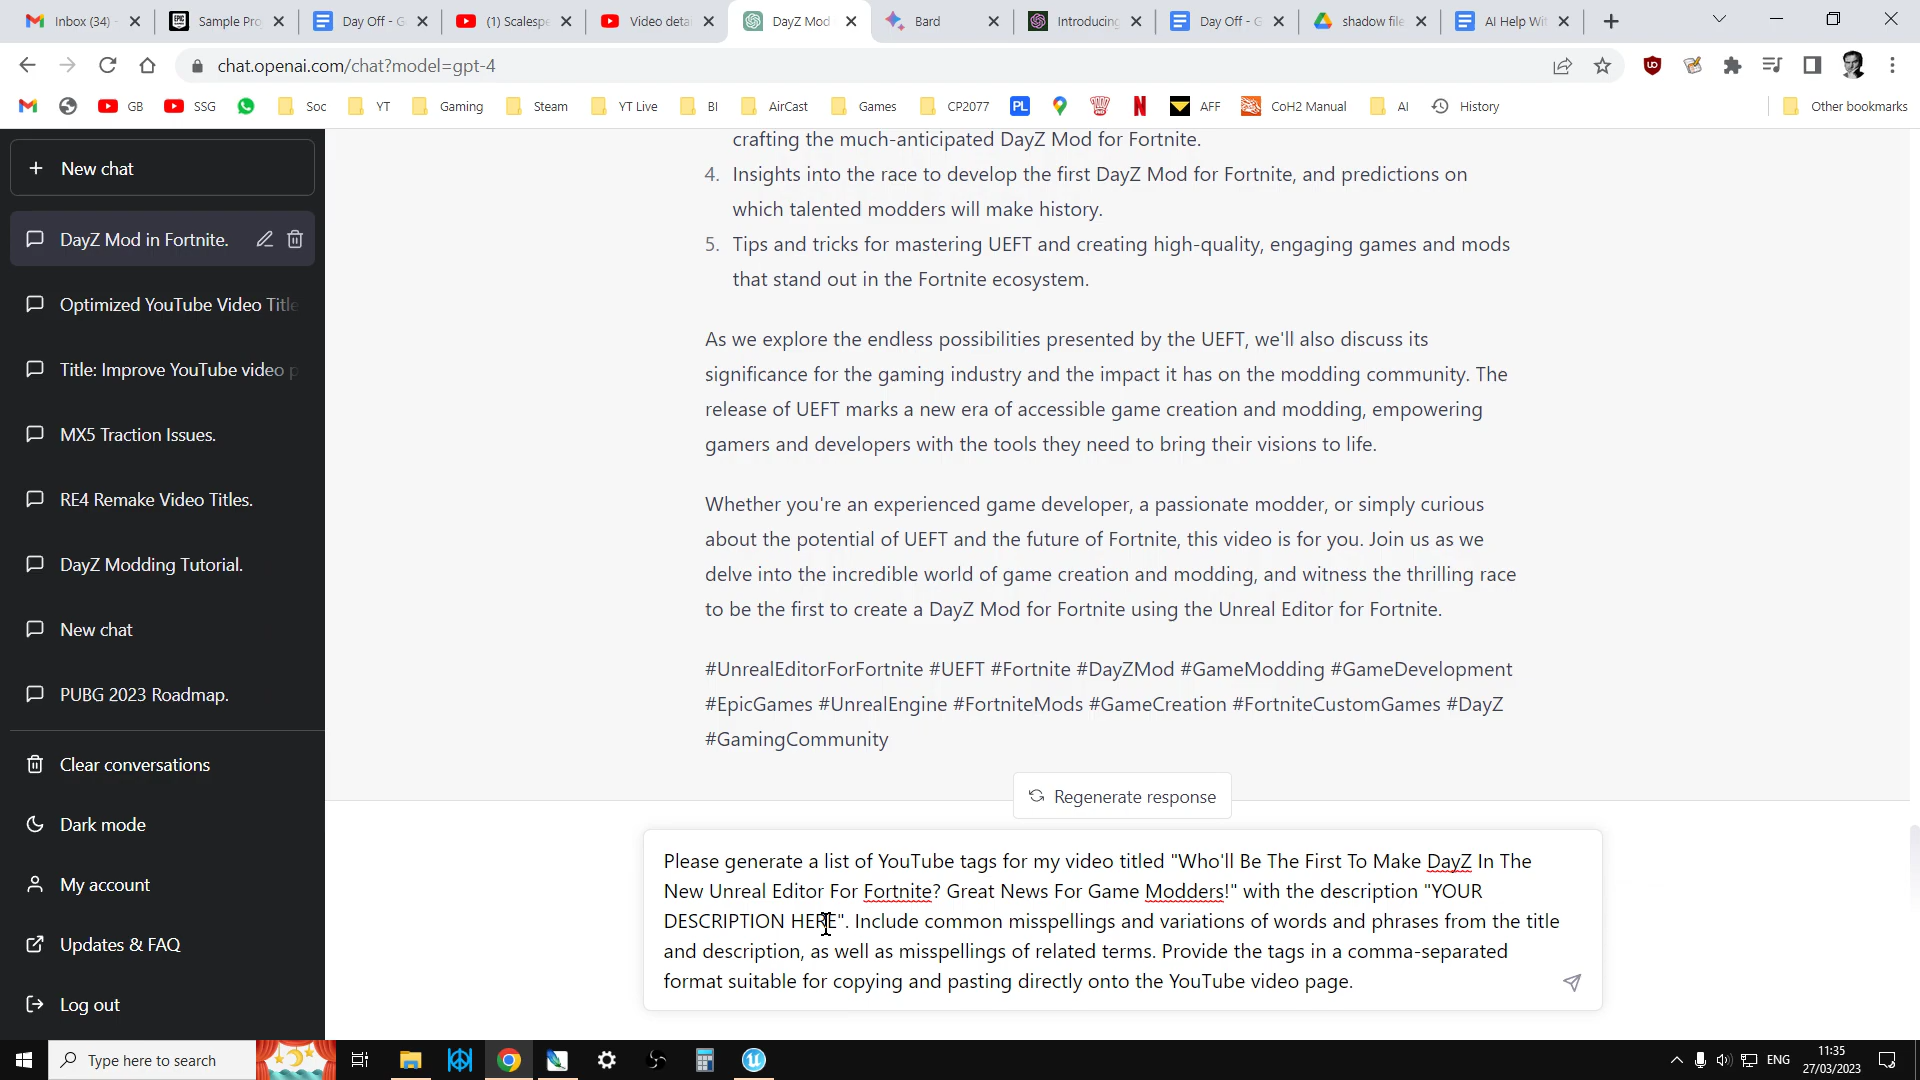 Inbox (34) -
Sample Pro
Day Off - G
(1) Scalespe
Video detai
DayZ Mod
Bard
Introducing
Day Off - G
shadow file
AI Help Wit
chat.openai.com/chat?model=gpt-4
GB
SSG
Soc
YT
Gaming
Steam
YT Live
BI
AirCast
Games
CP2077
PL
AFF
CoH2 Manual
AI
History
Other bookmarks
New chat
DayZ Mod in Fortnite.
Optimized YouTube Video Title
Title: Improve YouTube video p
MX5 Traction Issues.
RE4 Remake Video Titles.
DayZ Modding Tutorial.
New chat
PUBG 2023 Roadmap.
Clear conversations
Dark mode
My account
Updates & FAQ
Log out
crafting the much-anticipated DayZ Mod for Fortnite.
4. Insights into the race to develop the first DayZ Mod for Fortnite, and predictions on
which talented modders will make history.
5. Tips and tricks for mastering UEFT and creating high-quality, engaging games and mods
that stand out in the Fortnite ecosystem.
As we explore the endless possibilities presented by the UEFT, we'll also discuss its
significance for the gaming industry and the impact it has on the modding community. The
release of UEFT marks a new era of accessible game creation and modding, empowering
gamers and developers with the tools they need to bring their visions to life.
Whether you're an experienced game developer, a passionate modder, or simply curious
about the potential of UEFT and the future of Fortnite, this video is for you. Join us as we
delve into the incredible world of game creation and modding, and witness the thrilling race
to be the first to create a DayZ Mod for Fortnite using the Unreal Editor for Fortnite.
#UnrealEditorForFortnite #UEFT #Fortnite #DayZMod #GameModding #GameDevelopment
#EpicGames #UnrealEngine #FortniteMods #GameCreation #FortniteCustomGames #DayZ
#GamingCommunity
Regenerate response
Please generate a list of YouTube tags for my video titled "Who'll Be The First To Make DayZ In The
New Unreal Editor For Fortnite? Great News For Game Modders!" with the description "YOUR
DESCRIPTION HERE". Include common misspellings and variations of words and phrases from the title
and description, as well as misspellings of related terms. Provide the tags in a comma-separated
format suitable for copying and pasting directly onto the YouTube video page.
Type here to search
ENG
11:35
27/03/2023